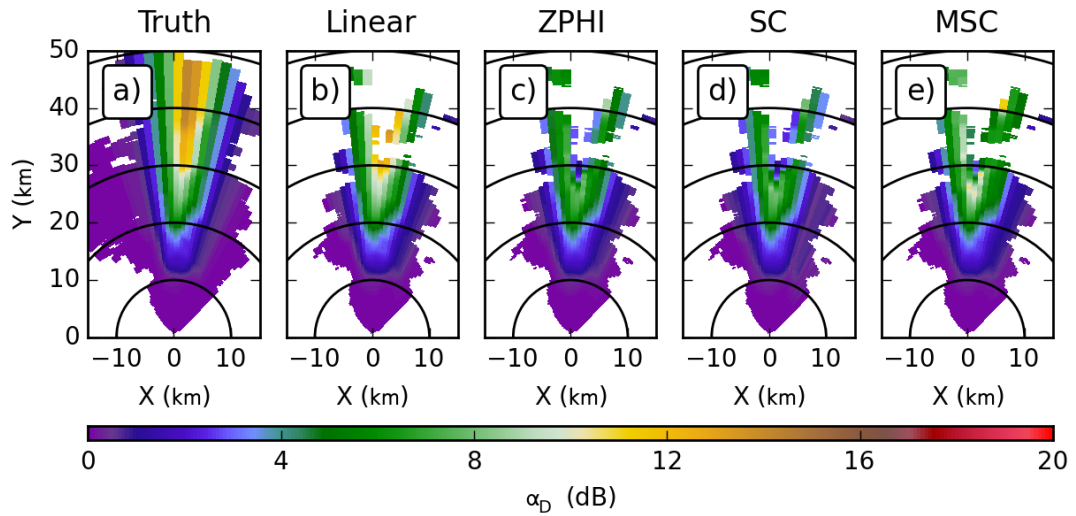 Truth Linear ZPHI SC MSC
50
40
30
20
10
0
Y (km)
a) b) c) d) e)
−10 0 10 −10 0 10 −10 0 10 −10 0 10 −10 0 10
X (km) X (km) X (km) X (km) X (km)
0 4 8 12 16 20
α_D (dB)